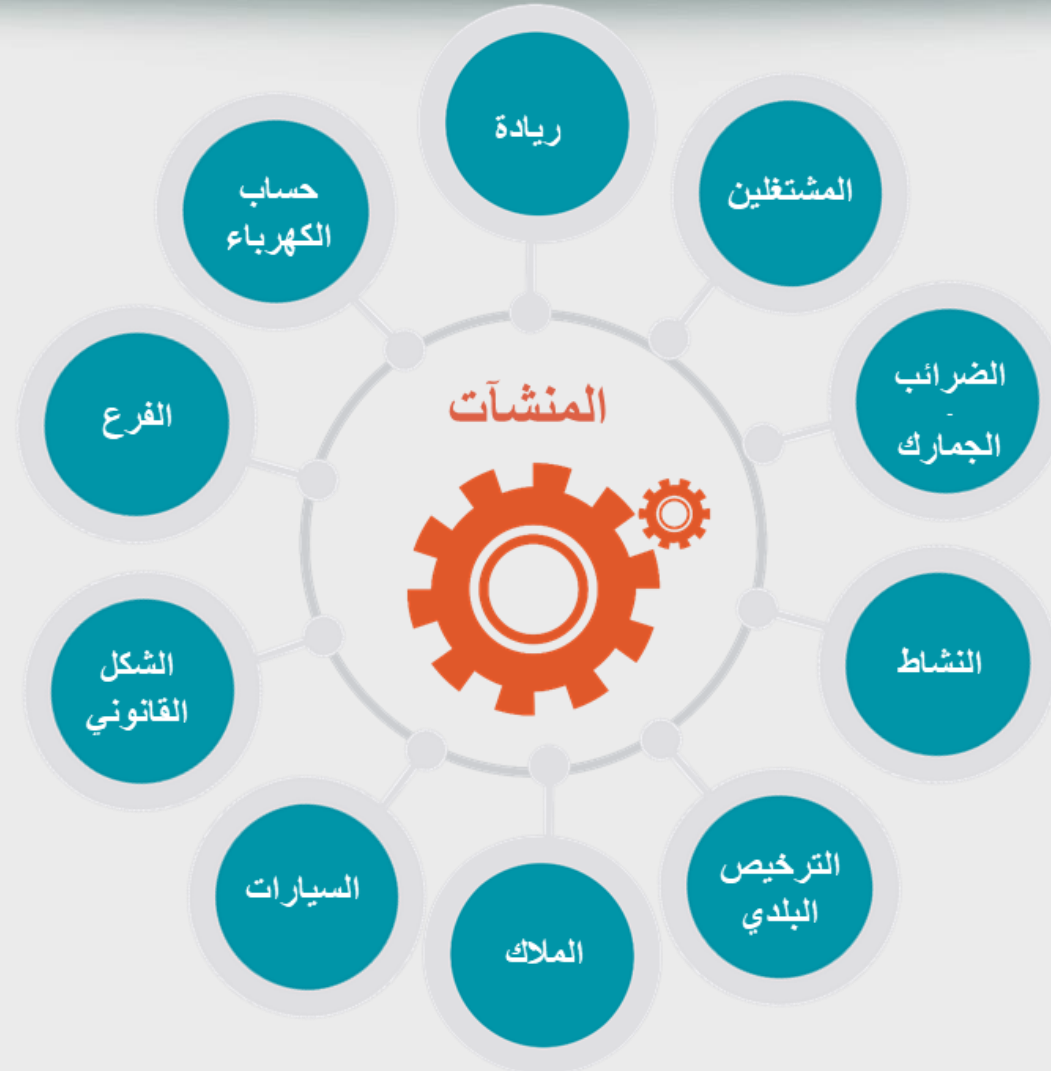 المنشآت
ريادة
المشتغلين
الضرائب
-
الجمارك
النشاط
الترخيص
البلدي
الملاك
السيارات
الشكل
القانوني
الفرع
حساب
الكهرباء